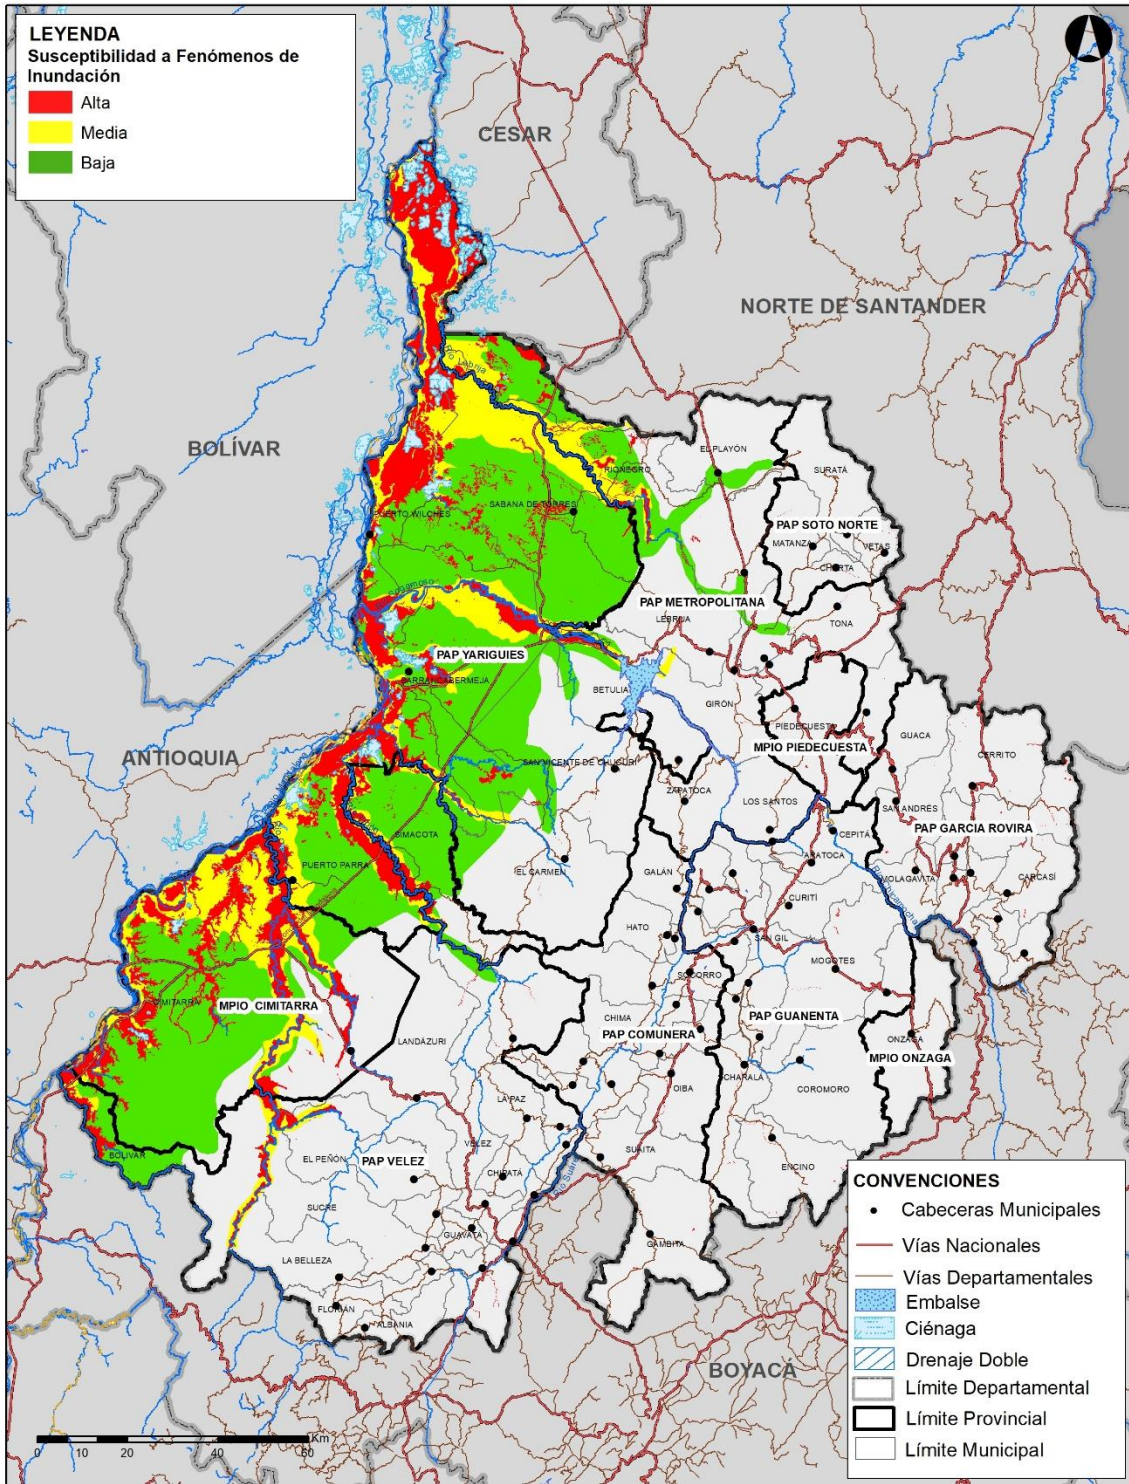 LEYENDA
Susceptibilidad a Fenómenos de
Inundación
Alta
Media
Baja
CESAR
NORTE DE SANTANDER
BOLÍVAR
Río Lebrija
EL PLAYÓN
RIONEGRO
SURATÁ
SABANA DE TORRES
PUERTO WILCHES
PAP SOTO NORTE
MATANZA
VETAS
CHARTA
PAP METROPOLITANA
LEBRIJA
TONA
PAP YARIGUIES
BARRANCABERMEJA
BETULIA
GIRÓN
PIEDECUESTA
GUACA
MPIO PIEDECUESTA
CERRITO
ANTIOQUIA
SAN VICENTE DE CHUCURÍ
ZAPATOCA
LOS SANTOS
SAN ANDRÉS
PAP GARCIA ROVIRA
CEPITÁ
SIMACOTA
ARATOCA
PUERTO PARRA
EL CARMEN
GALÁN
MOLAGAVITA
CARCASÍ
CURITÍ
HATO
SAN GIL
MOGOTES
SOCORRO
CIMITARRA
MPIO CIMITARRA
CHIMA
PAP GUANENTA
PAP COMUNERA
LANDÁZURI
ONZAGA
MPIO ONZAGA
CHARALÁ
OIBA
COROMORO
LA PAZ
VÉLEZ
SUAITA
BOLÍVAR
EL PEÑÓN
PAP VELEZ
CHIPATÁ
ENCINO
SUCRE
GUAVATÁ
GÁMBITA
LA BELLEZA
FLORIÁN
ALBANIA
BOYACÁ
CONVENCIONES
Cabeceras Municipales
Vías Nacionales
Vías Departamentales
Embalse
Ciénaga
Drenaje Doble
Límite Departamental
Límite Provincial
Límite Municipal
0 10 20 40 60 Km